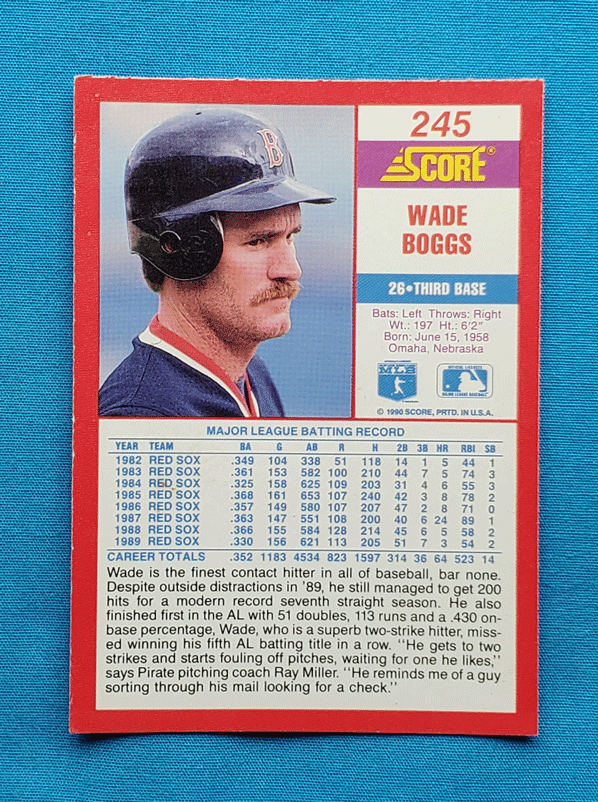 B
245
SCORE®
WADE
BOGGS
26•THIRD BASE
Bats: Left Throws: Right
Wt.: 197 Ht.: 6'2"
Born: June 15, 1958
Omaha, Nebraska
© 1990 SCORE, PRTD. IN U.S.A.
MAJOR LEAGUE BATTING RECORD
YEAR TEAM BA G AB R H 2B 3B HR RBI SB
1982 RED SOX .349 104 338 51 118 14 1 5 44 1
1983 RED SOX .361 153 582 100 210 44 7 5 74 3
1984 RED SOX .325 158 625 109 203 31 4 6 55 3
1985 RED SOX .368 161 653 107 240 42 3 8 78 2
1986 RED SOX .357 149 580 107 207 47 2 8 71 0
1987 RED SOX .363 147 551 108 200 40 6 24 89 1
1988 RED SOX .366 155 584 128 214 45 6 5 58 2
1989 RED SOX .330 156 621 113 205 51 7 3 54 2
CAREER TOTALS .352 1183 4534 823 1597 314 36 64 523 14
Wade is the finest contact hitter in all of baseball, bar none.
Despite outside distractions in '89, he still managed to get 200
hits for a modern record seventh straight season. He also
finished first in the AL with 51 doubles, 113 runs and a .430 on-
base percentage, Wade, who is a superb two-strike hitter, miss-
ed winning his fifth AL batting title in a row. "He gets to two
strikes and starts fouling off pitches, waiting for one he likes,"
says Pirate pitching coach Ray Miller. "He reminds me of a guy
sorting through his mail looking for a check."